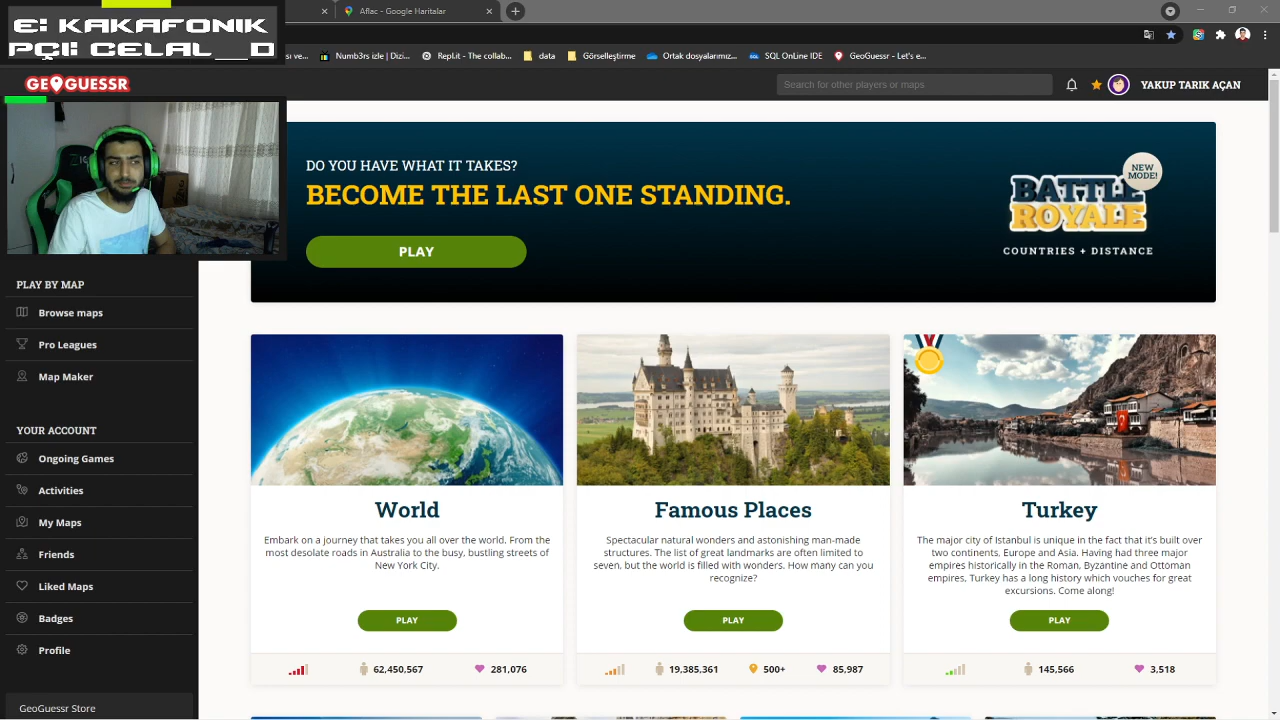 E: KAKAFONIK
PÇI: CELAL_D
Aflac - Google Haritalar
ısı ve...
Numb3rs izle | Dizi...
Repl.it - The collab...
data
Görselleştirme
Ortak dosyalarımız...
SQL OnLine IDE
GeoGuessr - Let's e...
GEOGUESSR
Search for other players or maps
YAKUP TARIK AÇAN
DO YOU HAVE WHAT IT TAKES?
BECOME THE LAST ONE STANDING.
PLAY
NEW
MODE!
BATTLE
ROYALE
COUNTRIES + DISTANCE
PLAY BY MAP
Browse maps
Pro Leagues
Map Maker
YOUR ACCOUNT
Ongoing Games
Activities
My Maps
Friends
Liked Maps
Badges
Profile
GeoGuessr Store
World
Embark on a journey that takes you all over the world. From the
most desolate roads in Australia to the busy, bustling streets of
New York City.
PLAY
62,450,567
281,076
Famous Places
Spectacular natural wonders and astonishing man-made
structures. The list of great landmarks are often limited to
seven, but the world is filled with wonders. How many can you
recognize?
PLAY
19,385,361
500+
85,987
Turkey
The major city of Istanbul is unique in the fact that it's built over
two continents, Europe and Asia. Having had three major
empires historically in the Roman, Byzantine and Ottoman
empires, Turkey has a long history which vouches for great
excursions. Come along!
PLAY
145,566
3,518